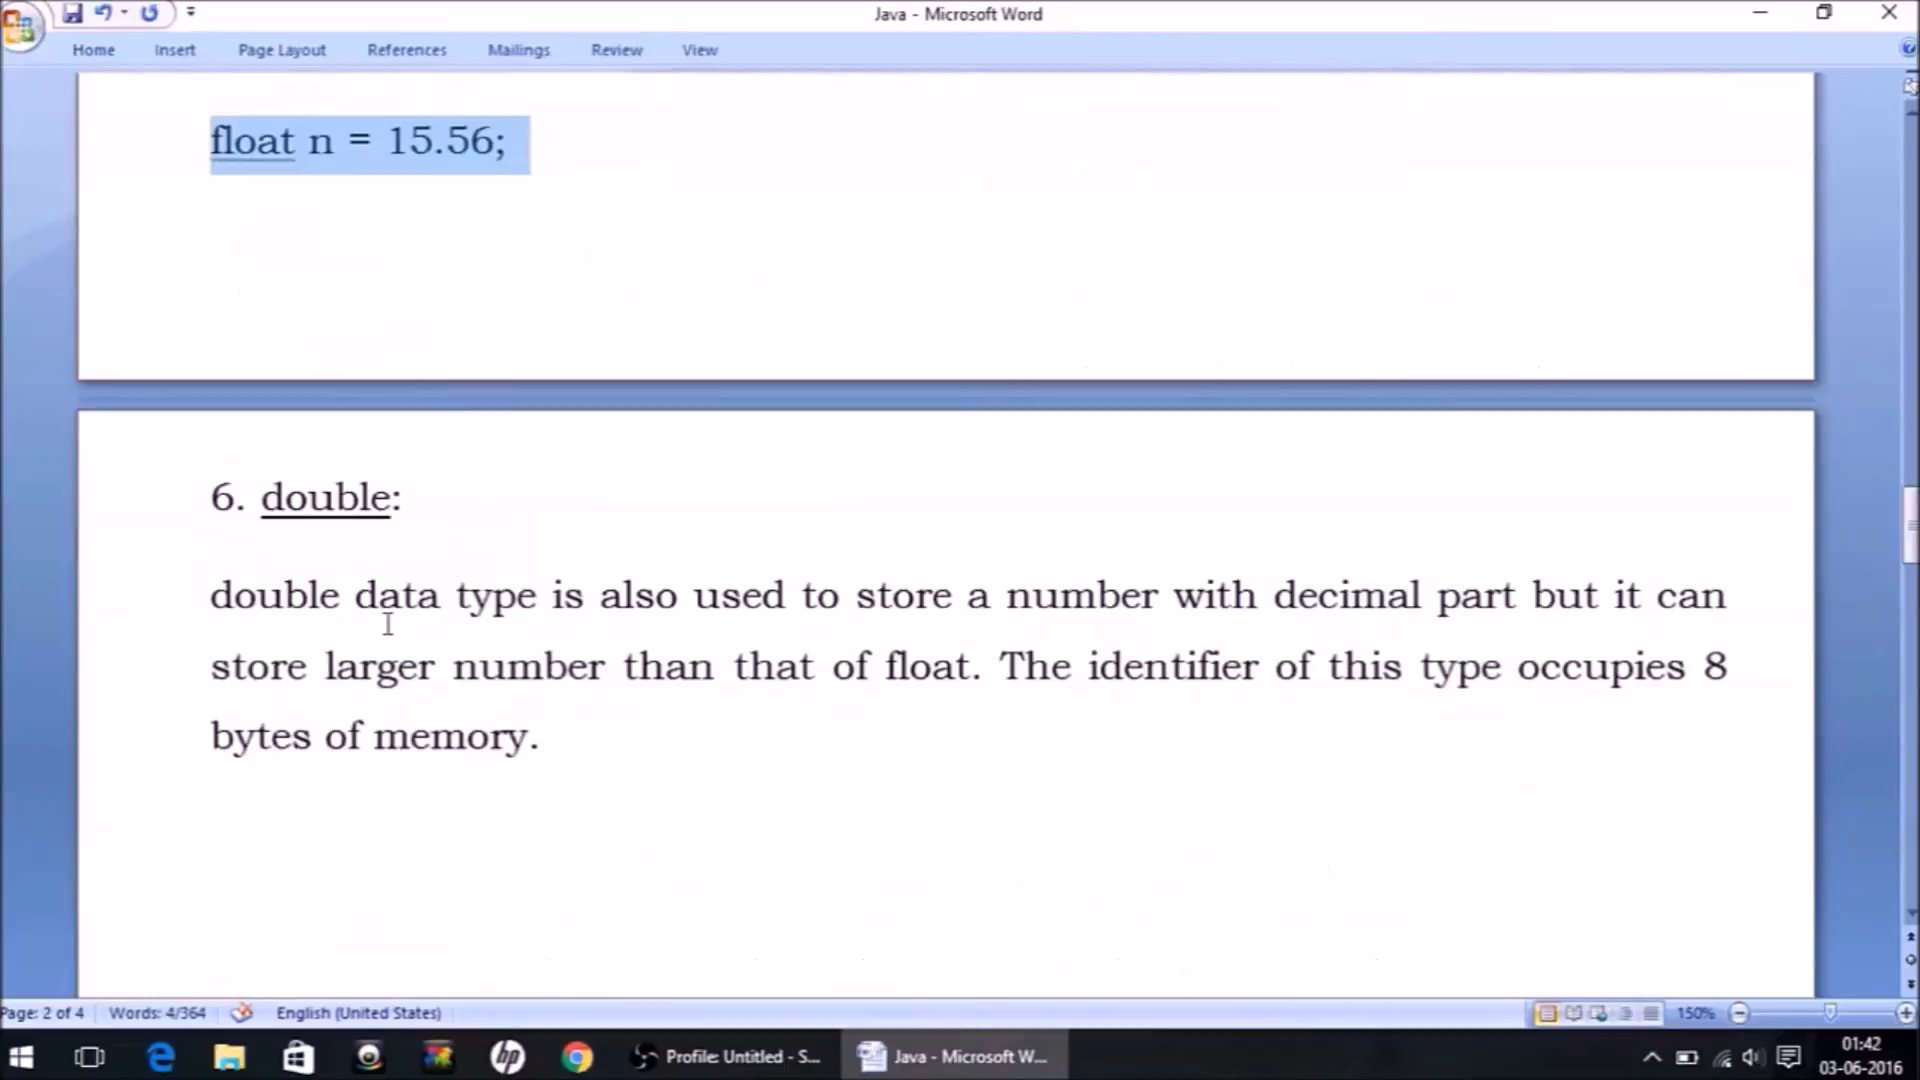 Java - Microsoft Word
Home Insert Page Layout References Mailings Review View
float n = 15.56;
6. double:
double data type is also used to store a number with decimal part but it can
store larger number than that of float. The identifier of this type occupies 8
bytes of memory.
Page: 2 of 4 Words: 4/364 English (United States) 150%
Profile: Untitled - S... Java - Microsoft W... 01:42
03-06-2016